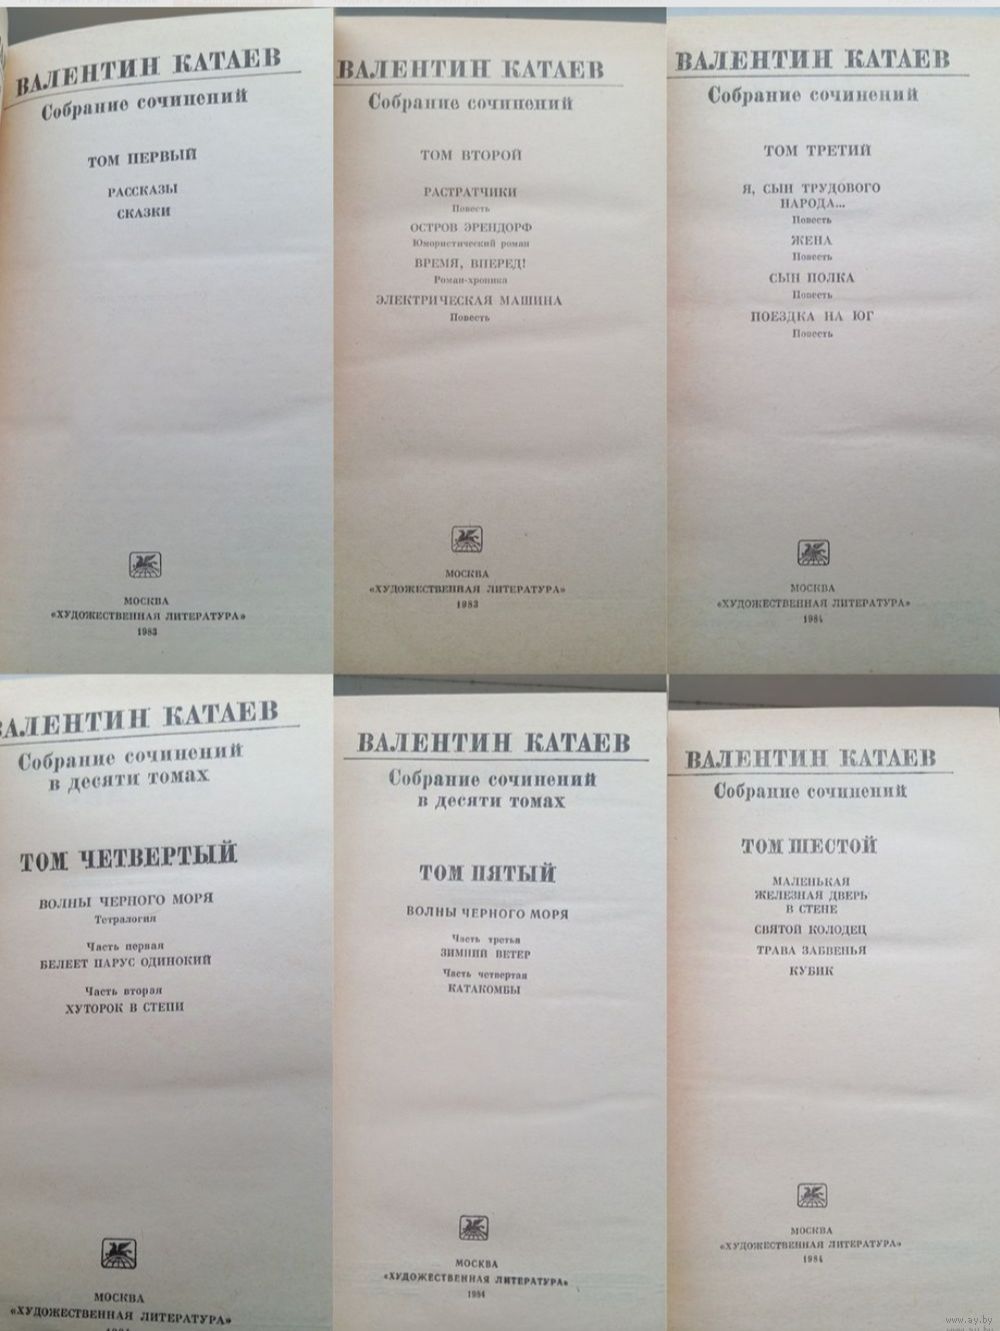 ВАЛЕНТИН КАТАЕВ
Собрание сочинений
ТОМ ПЕРВЫЙ
РАССКАЗЫ
СКАЗКИ
МОСКВА
«ХУДОЖЕСТВЕННАЯ ЛИТЕРАТУРА»
1983
ВАЛЕНТИН КАТАЕВ
Собрание сочинений
ТОМ ВТОРОЙ
РАСТРАТЧИКИ
Повесть
ОСТРОВ ЭРЕНДОРФ
Юмористический роман
ВРЕМЯ, ВПЕРЕД!
Роман-хроника
ЭЛЕКТРИЧЕСКАЯ МАШИНА
Повесть
МОСКВА
«ХУДОЖЕСТВЕННАЯ ЛИТЕРАТУРА»
1983
ВАЛЕНТИН КАТАЕВ
Собрание сочинений
ТОМ ТРЕТИЙ
Я, СЫН ТРУДОВОГО
НАРОДА...
Повесть
ЖЕНА
Повесть
СЫН ПОЛКА
Повесть
ПОЕЗДКА НА ЮГ
Повесть
МОСКВА
«ХУДОЖЕСТВЕННАЯ ЛИТЕРАТУРА»
1984
ВАЛЕНТИН КАТАЕВ
Собрание сочинений
в десяти томах
ТОМ ЧЕТВЕРТЫЙ
ВОЛНЫ ЧЕРНОГО МОРЯ
Тетралогия
Часть первая
БЕЛЕЕТ ПАРУС ОДИНОКИЙ
Часть вторая
ХУТОРОК В СТЕПИ
МОСКВА
«ХУДОЖЕСТВЕННАЯ ЛИТЕРАТУРА»
ВАЛЕНТИН КАТАЕВ
Собрание сочинений
в десяти томах
ТОМ ПЯТЫЙ
ВОЛНЫ ЧЕРНОГО МОРЯ
Часть третья
ЗИМНИЙ ВЕТЕР
Часть четвертая
КАТАКОМБЫ
МОСКВА
«ХУДОЖЕСТВЕННАЯ ЛИТЕРАТУРА»
1984
ВАЛЕНТИН КАТАЕВ
Собрание сочинений
ТОМ ШЕСТОЙ
МАЛЕНЬКАЯ
ЖЕЛЕЗНАЯ ДВЕРЬ
В СТЕНЕ
СВЯТОЙ КОЛОДЕЦ
ТРАВА ЗАБВЕНЬЯ
КУБИК
МОСКВА
«ХУДОЖЕСТВЕННАЯ ЛИТЕРАТУРА»
1984
www.ay.by